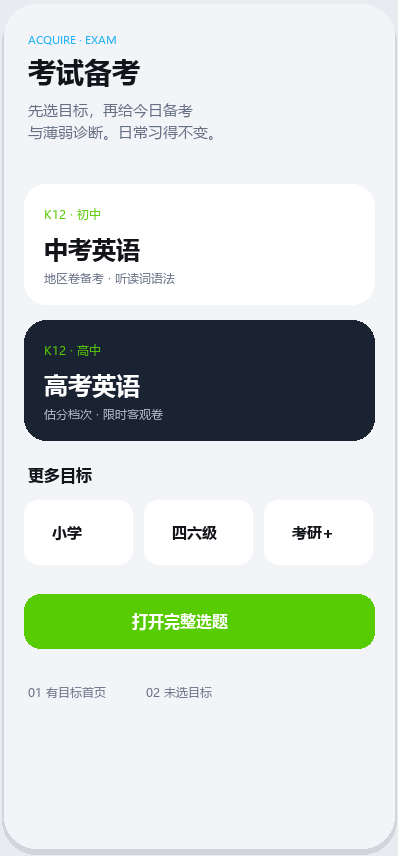 ACQUIRE · EXAM
考试备考
先选目标，再给今日备考
与薄弱诊断。日常习得不变。
K12 · 初中
中考英语
地区卷备考 · 听读词语法
K12 · 高中
高考英语
估分档次 · 限时客观卷
更多目标
小学
四六级
考研+
打开完整选题
01 有目标首页
02 未选目标